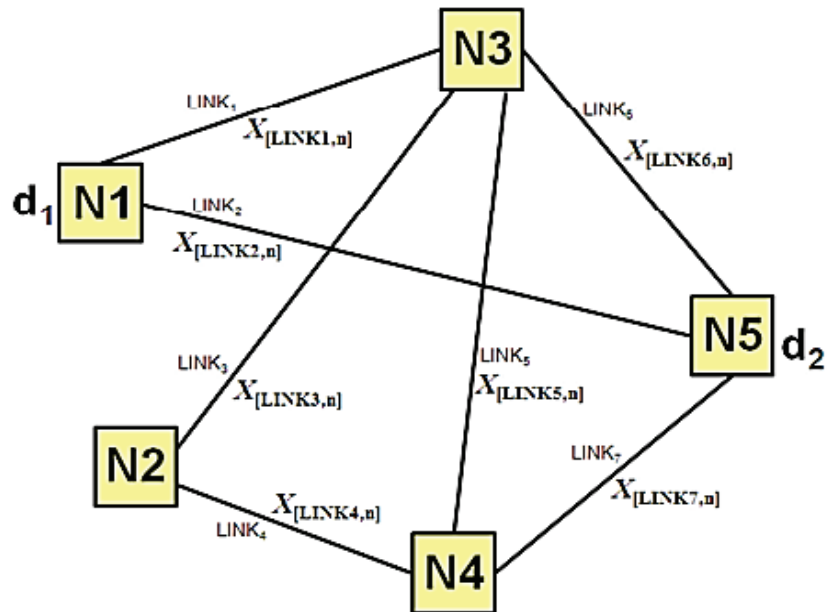 N3
LINK₁
X[LINK1,n]
LINK₅
X[LINK6,n]
d₁
N1
LINK₂
X[LINK2,n]
N5
d₂
LINK₃
X[LINK3,n]
LINK₅
X[LINK5,n]
N2
X[LINK4,n]
LINK₄
LINK₇
X[LINK7,n]
N4